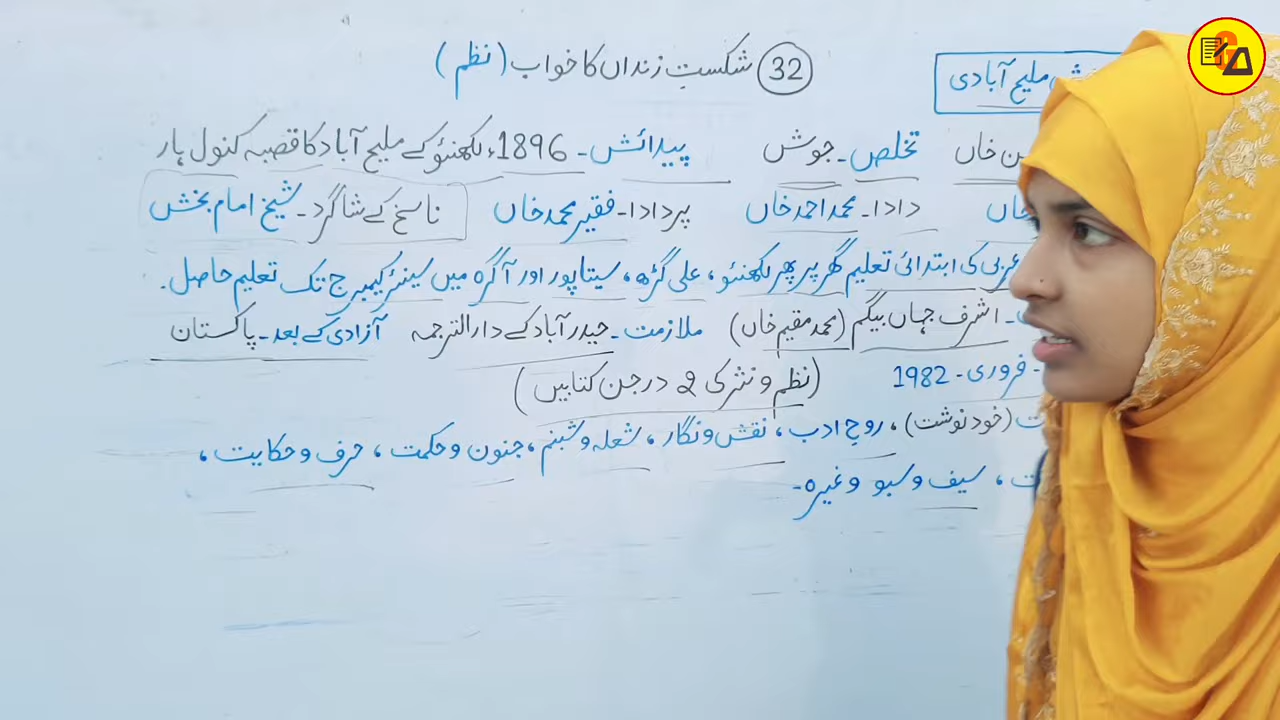 32 شکستِ زنداں کا خواب (نظم)
ملیح آبادی
خاں تخلص۔ جوش پیدائش۔ 1896ء لکھنئو کے ملیح آباد کا قصبہ کنول ہار
خاں دادا۔ محمد احمد خاں پردادا۔ فقیر محمد خاں ناسخ کے شاگرد۔ شیخ امام بخش
عربی کی ابتدائی تعلیم گھر پر پھر لکھنئو، علی گڑھ، سیتاپور اور آگرہ میں سینئر کیمبرج تک تعلیم حاصل۔
اشرف جہاں بیگم (محمد مقیم خاں) ملازمت۔ حیدرآباد کے دارالترجمہ آزادی کے بعد۔ پاکستان
فروری۔ 1982 (نظم و نثر کی 2 درجن کتابیں)
(خود نوشت)، روحِ ادب، نقش و نگار، شعلہ و شبنم، جنون و حکمت، حرف و حکایت،
، سیف و سبو وغیرہ۔